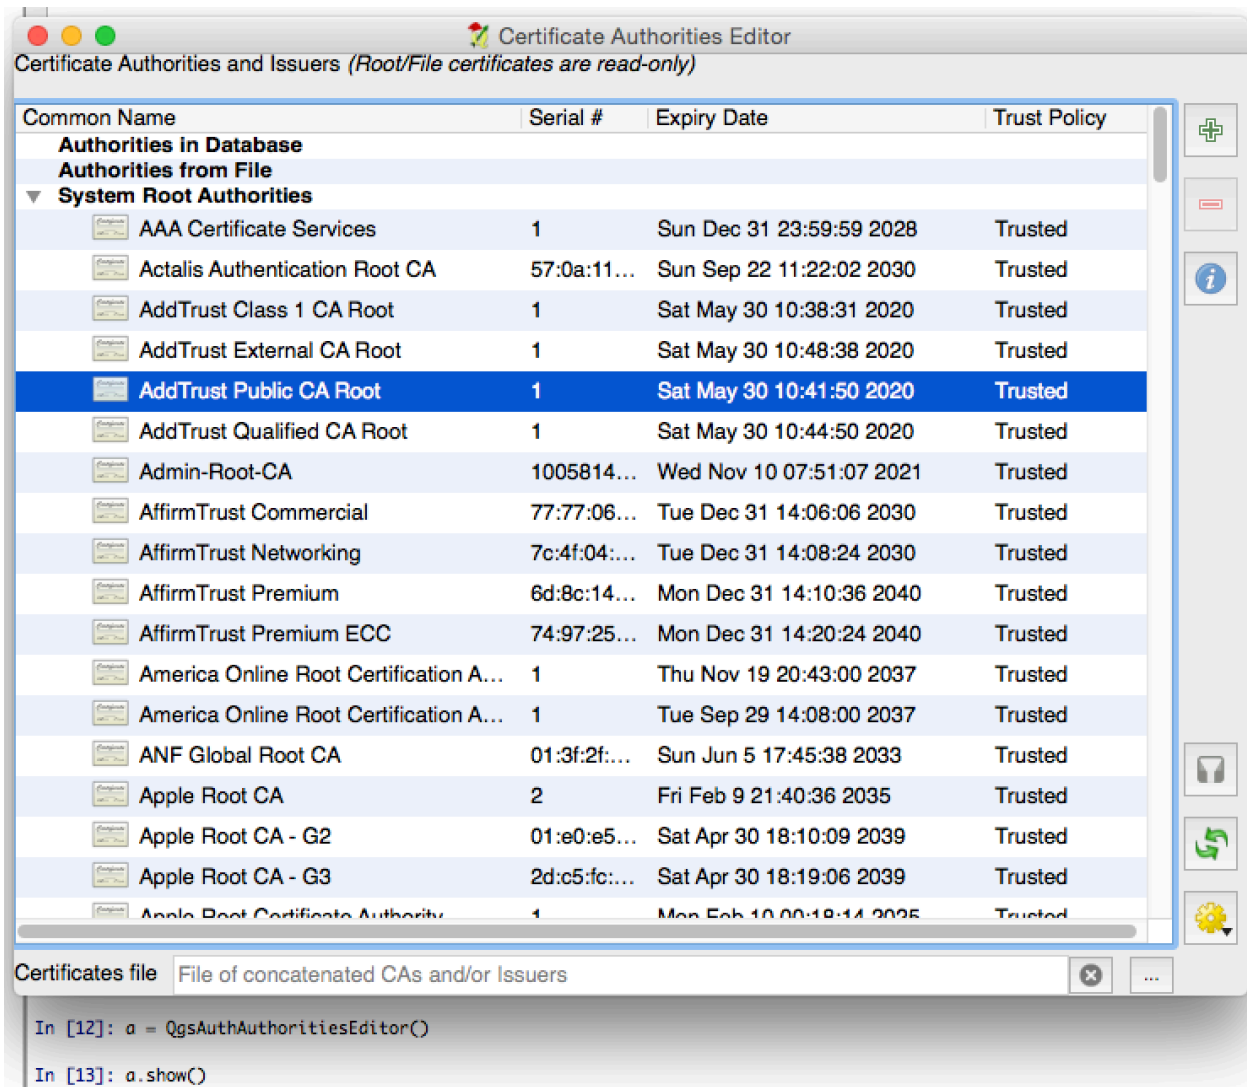 Certificate Authorities Editor
Certificate Authorities and Issuers (Root/File certificates are read-only)
Common Name Serial # Expiry Date Trust Policy
Authorities in Database
Authorities from File
System Root Authorities
AAA Certificate Services 1 Sun Dec 31 23:59:59 2028 Trusted
Actalis Authentication Root CA 57:0a:11... Sun Sep 22 11:22:02 2030 Trusted
AddTrust Class 1 CA Root 1 Sat May 30 10:38:31 2020 Trusted
AddTrust External CA Root 1 Sat May 30 10:48:38 2020 Trusted
AddTrust Public CA Root 1 Sat May 30 10:41:50 2020 Trusted
AddTrust Qualified CA Root 1 Sat May 30 10:44:50 2020 Trusted
Admin-Root-CA 1005814... Wed Nov 10 07:51:07 2021 Trusted
AffirmTrust Commercial 77:77:06... Tue Dec 31 14:06:06 2030 Trusted
AffirmTrust Networking 7c:4f:04:... Tue Dec 31 14:08:24 2030 Trusted
AffirmTrust Premium 6d:8c:14... Mon Dec 31 14:10:36 2040 Trusted
AffirmTrust Premium ECC 74:97:25... Mon Dec 31 14:20:24 2040 Trusted
America Online Root Certification A... 1 Thu Nov 19 20:43:00 2037 Trusted
America Online Root Certification A... 1 Tue Sep 29 14:08:00 2037 Trusted
ANF Global Root CA 01:3f:2f:... Sun Jun 5 17:45:38 2033 Trusted
Apple Root CA 2 Fri Feb 9 21:40:36 2035 Trusted
Apple Root CA - G2 01:e0:e5... Sat Apr 30 18:10:09 2039 Trusted
Apple Root CA - G3 2d:c5:fc:... Sat Apr 30 18:19:06 2039 Trusted
Apple Root Certificate Authority 1 Mon Feb 10 00:18:14 2025 Trusted
Certificates file File of concatenated CAs and/or Issuers ...
In [12]: a = QgsAuthAuthoritiesEditor()
In [13]: a.show()